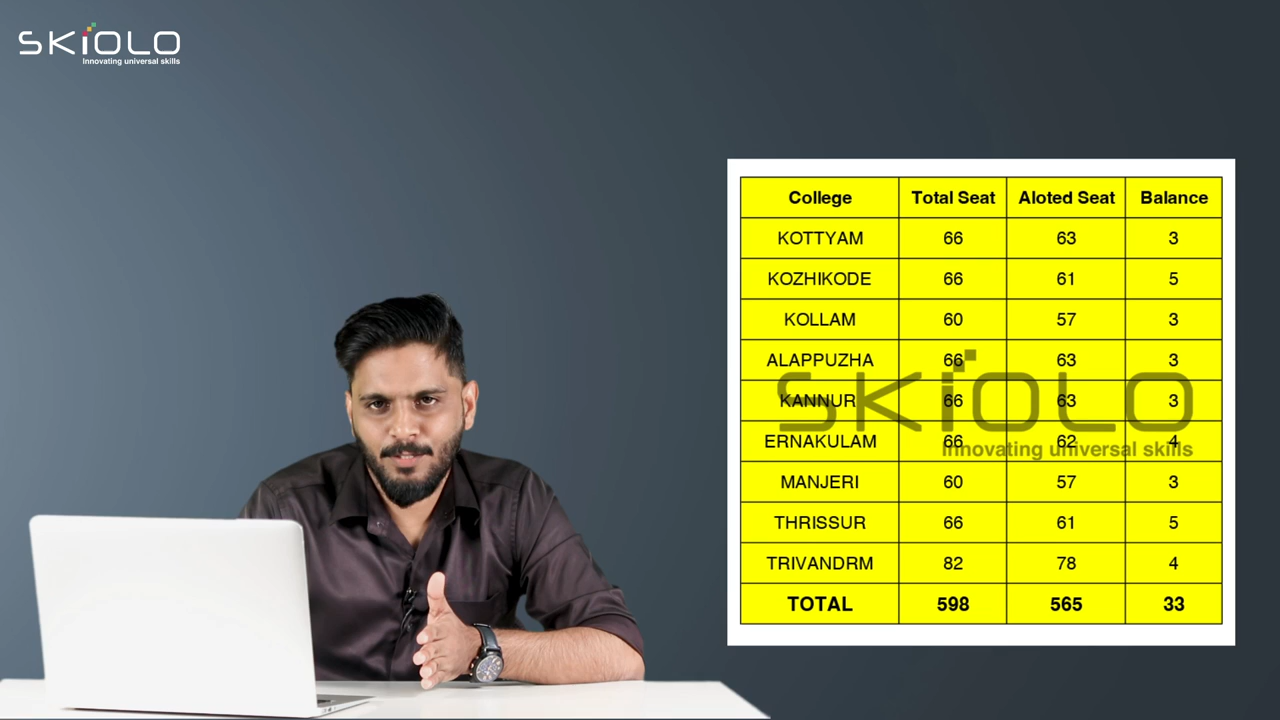 SKiOLO
Innovating universal skills
College Total Seat Aloted Seat Balance
KOTTYAM 66 63 3
KOZHIKODE 66 61 5
KOLLAM 60 57 3
ALAPPUZHA 66 63 3
KANNUR 66 63 3
ERNAKULAM 66 62 4
MANJERI 60 57 3
THRISSUR 66 61 5
TRIVANDRM 82 78 4
TOTAL 598 565 33
SKiOLO
Innovating universal skills